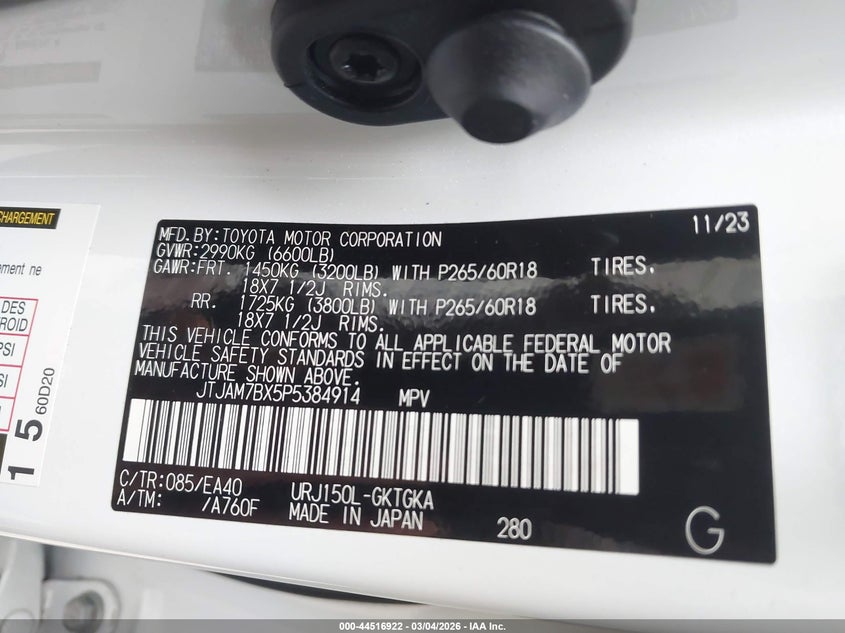 CHARGEMENT
ement ne
DES
ROID
PSI
SI
1 5 60D20
MFD.BY:TOYOTA MOTOR CORPORATION 11/23
GVWR:2990KG (6600LB)
GAWR:FRT. 1450KG (3200LB) WITH P265/60R18 TIRES.
18X7 1/2J RIMS.
RR. 1725KG (3800LB) WITH P265/60R18 TIRES.
18X7 1/2J RIMS.
THIS VEHICLE CONFORMS TO ALL APPLICABLE FEDERAL MOTOR
VEHICLE SAFETY STANDARDS IN EFFECT ON THE DATE OF
MANUFACTURE SHOWN ABOVE.
JTJAM7BX5P5384914 MPV
C/TR:085/EA40 URJ150L-GKTGKA
A/TM: /A760F MADE IN JAPAN 280 G
000-44516922 - 03/04/2026 - IAA Inc.